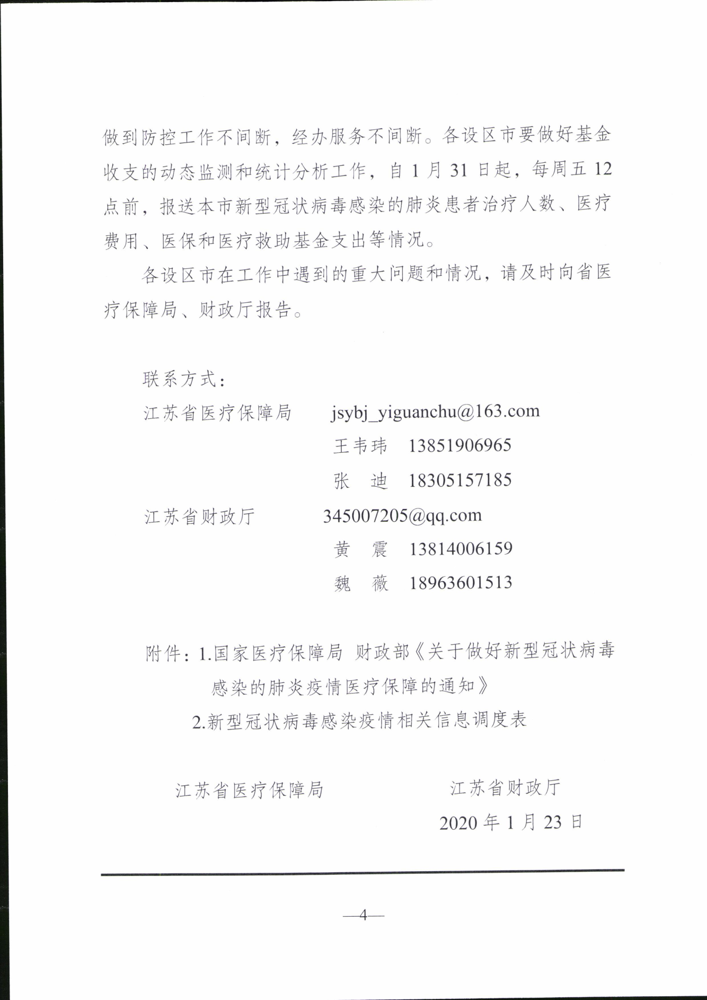 做到防控工作不间断，经办服务不间断。各设区市要做好基金
收支的动态监测和统计分析工作，自 1 月 31 日起，每周五 12
点前，报送本市新型冠状病毒感染的肺炎患者治疗人数、医疗
费用、医保和医疗救助基金支出等情况。
各设区市在工作中遇到的重大问题和情况，请及时向省医
疗保障局、财政厅报告。
联系方式：
江苏省医疗保障局 jsybj_yiguanchu@163.com
王韦玮 13851906965
张 迪 18305157185
江苏省财政厅 345007205@qq.com
黄 震 13814006159
魏 薇 18963601513
附件：1.国家医疗保障局 财政部《关于做好新型冠状病毒
感染的肺炎疫情医疗保障的通知》
2.新型冠状病毒感染疫情相关信息调度表
江苏省医疗保障局 江苏省财政厅
2020 年 1 月 23 日
—4—